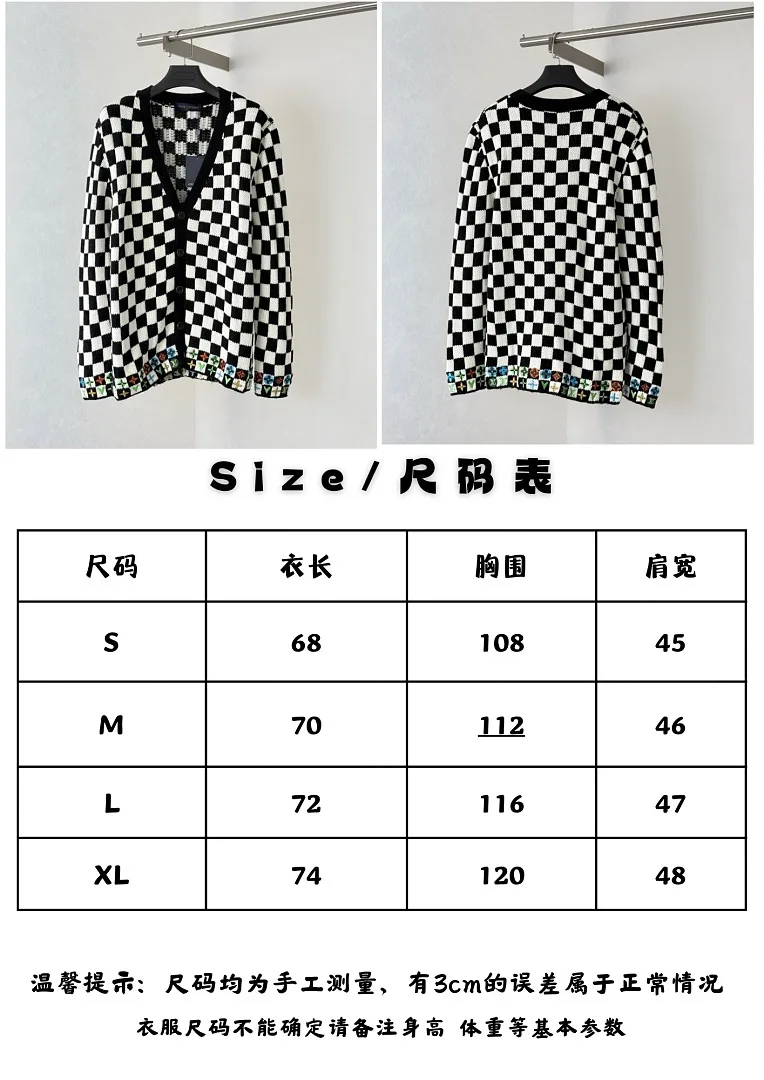 Size/尺码表
尺码 衣长 胸围 肩宽
S 68 108 45
M 70 112 46
L 72 116 47
XL 74 120 48
温馨提示：尺码均为手工测量，有3cm的误差属于正常情况
衣服尺码不能确定请备注身高 体重等基本参数